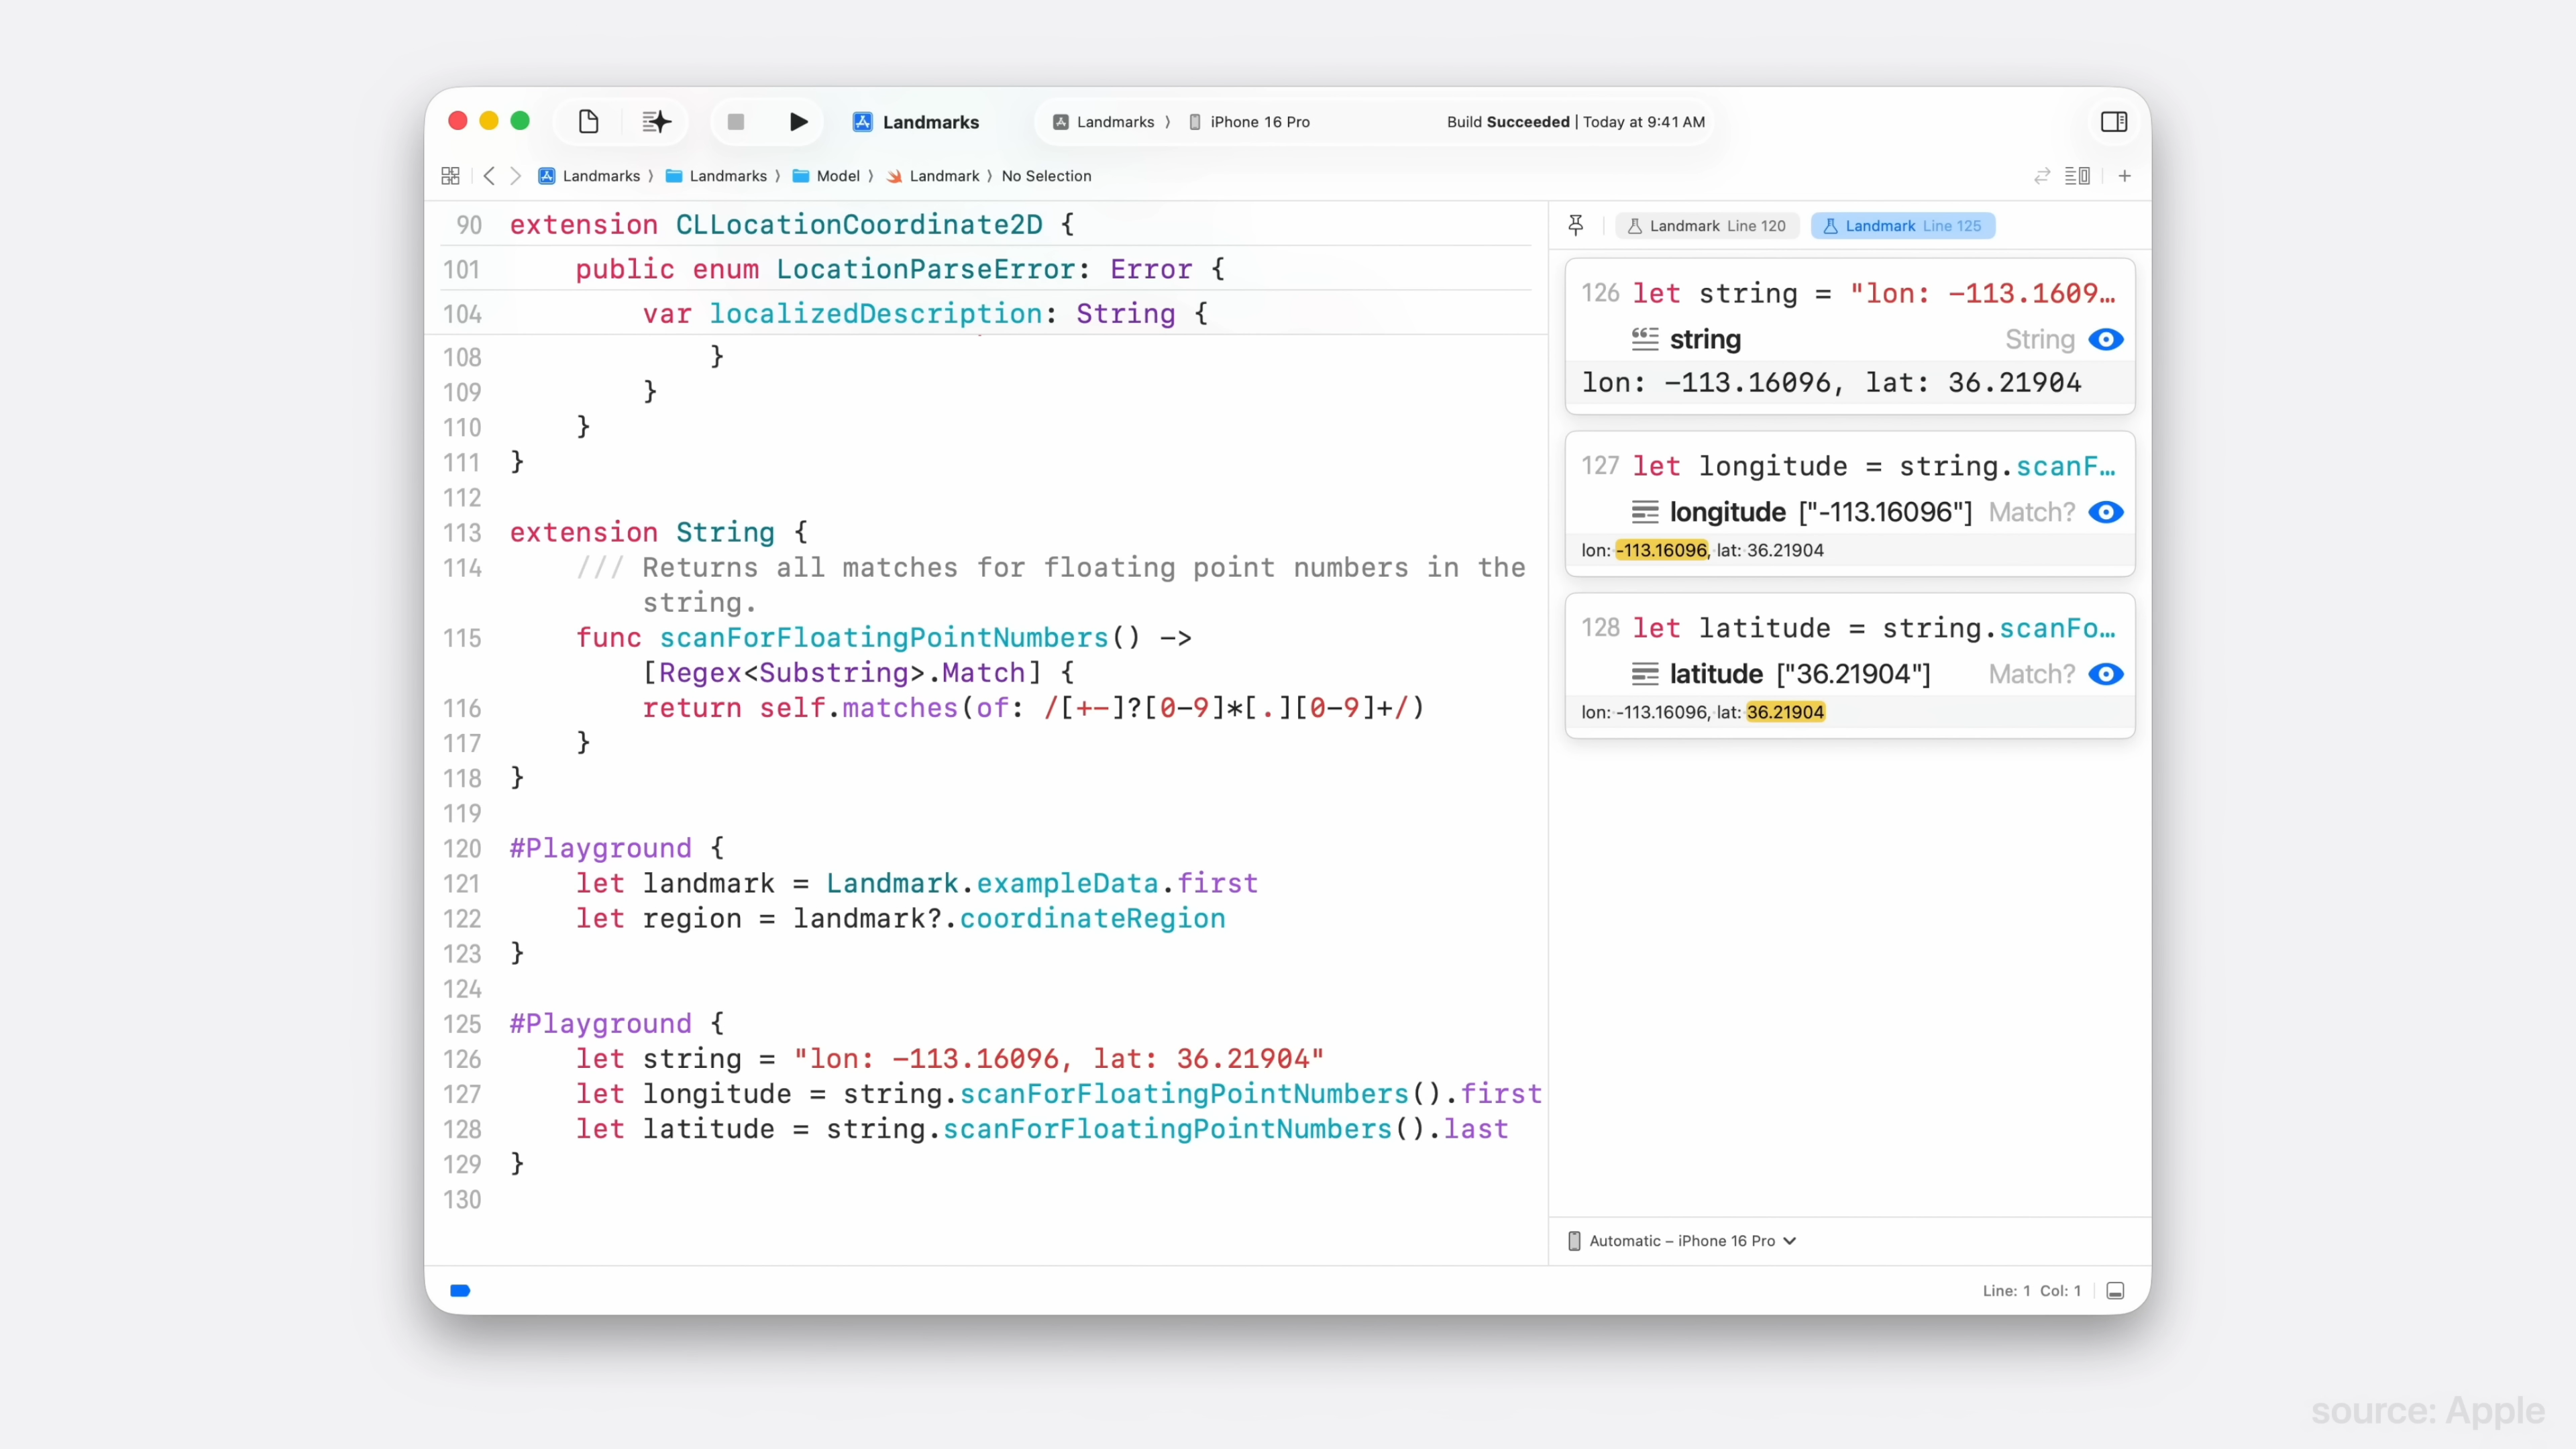 Landmarks
Landmarks 〉 iPhone 16 Pro
Build Succeeded | Today at 9:41 AM
Landmarks 〉 Landmarks 〉 Model 〉 Landmark 〉 No Selection
90 extension CLLocationCoordinate2D {
101 public enum LocationParseError: Error {
104 var localizedDescription: String {
108 }
109 }
110 }
111 }
112
113 extension String {
114 /// Returns all matches for floating point numbers in the
string.
115 func scanForFloatingPointNumbers() ->
[Regex<Substring>.Match] {
116 return self.matches(of: /[+-]?[0-9]*[.][0-9]+/)
117 }
118 }
119
120 #Playground {
121 let landmark = Landmark.exampleData.first
122 let region = landmark?.coordinateRegion
123 }
124
125 #Playground {
126 let string = "lon: -113.16096, lat: 36.21904"
127 let longitude = string.scanForFloatingPointNumbers().first
128 let latitude = string.scanForFloatingPointNumbers().last
129 }
130
Landmark Line 120
Landmark Line 125
126 let string = "lon: -113.1609…
string String
lon: -113.16096, lat: 36.21904
127 let longitude = string.scanF…
longitude ["-113.16096"] Match?
lon: -113.16096, lat: 36.21904
128 let latitude = string.scanFo…
latitude ["36.21904"] Match?
lon: -113.16096, lat: 36.21904
Automatic – iPhone 16 Pro
Line: 1 Col: 1
source: Apple